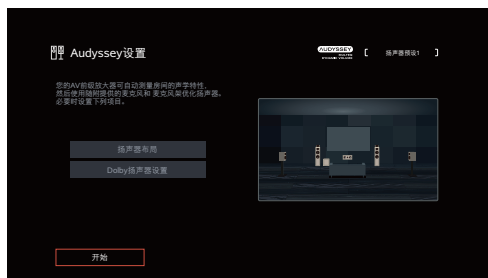 Audyssey设置
AUDYSSEY
MULTEQ
DYNAMIC VOLUME
【 扬声器预设1 】
您的AV前级放大器可自动测量房间的声学特性，
然后使用随附提供的麦克风和 麦克风架优化扬声器。
必要时设置下列项目。
扬声器布局
Dolby扬声器设置
开始